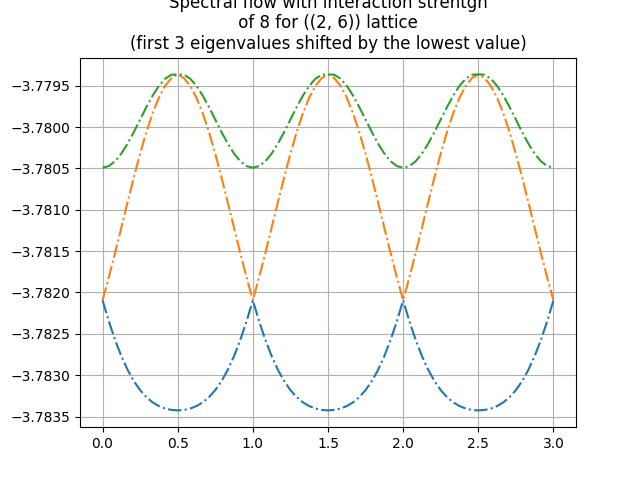 Spectral flow with interaction strentgh
of 8 for ((2, 6)) lattice
(first 3 eigenvalues shifted by the lowest value)
−3.7795
−3.7800
−3.7805
−3.7810
−3.7815
−3.7820
−3.7825
−3.7830
−3.7835
0.0 0.5 1.0 1.5 2.0 2.5 3.0